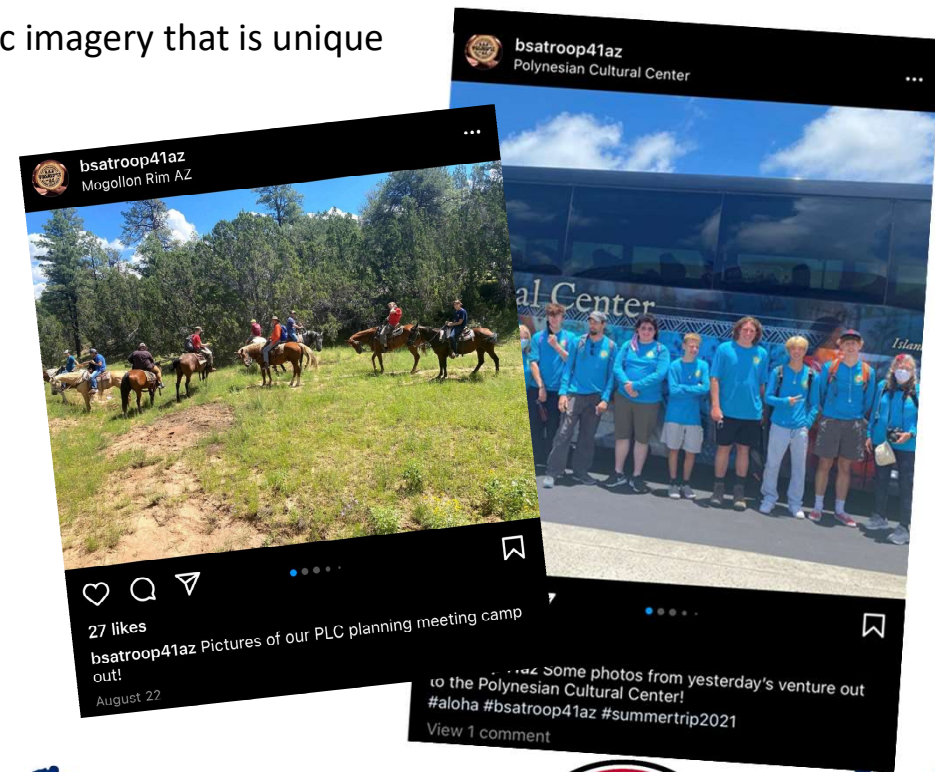 c imagery that is unique
bsatroop41az
Mogollon Rim AZ
27 likes
bsatroop41az Pictures of our PLC planning meeting camp
out!
August 22
bsatroop41az
Polynesian Cultural Center
al Center
Islan
Some photos from yesterday's venture out
to the Polynesian Cultural Center!
#aloha #bsatroop41az #summertrip2021
View 1 comment